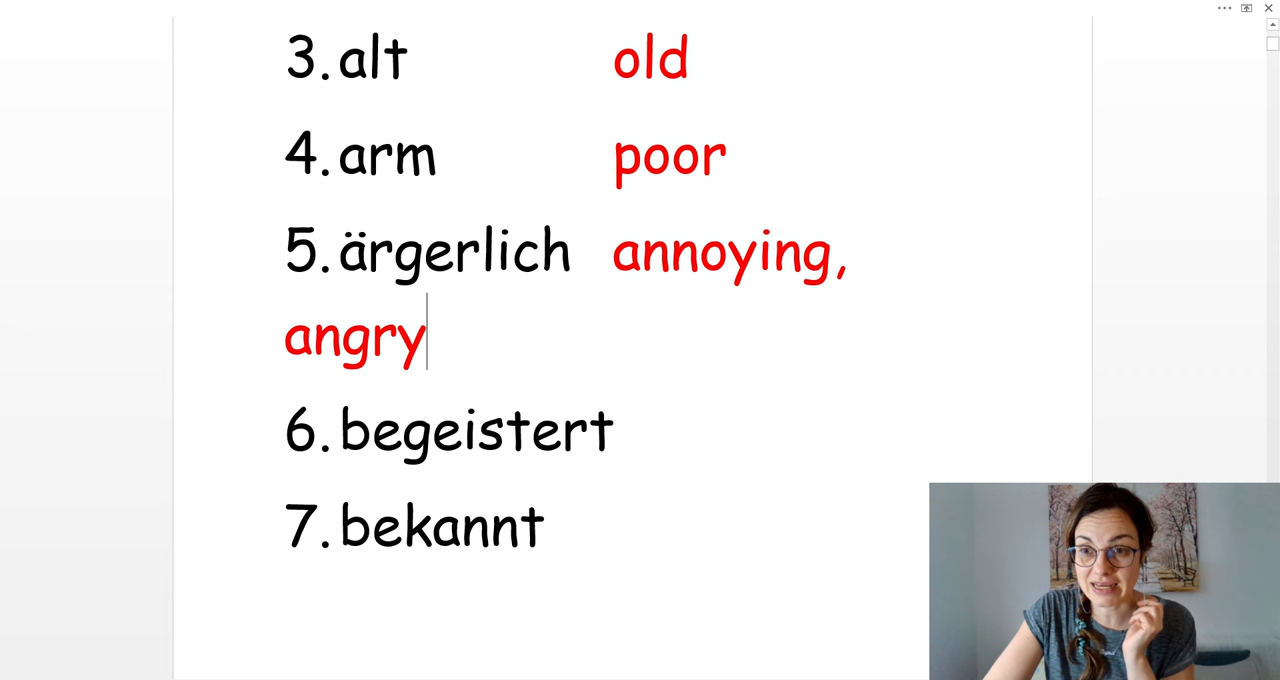 3. alt old
4. arm poor
5. ärgerlich annoying,
angry
6. begeistert
7. bekannt